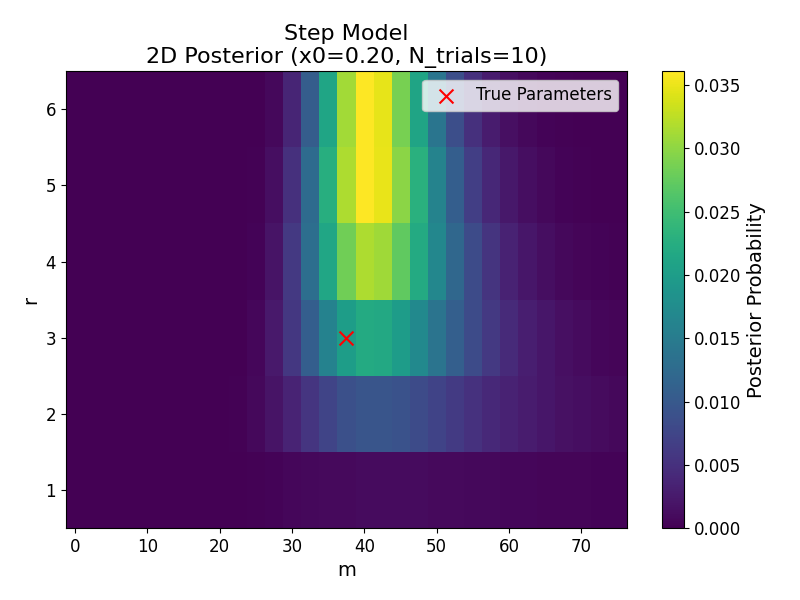 Step Model
2D Posterior (x0=0.20, N_trials=10)
True Parameters
r
6
5
4
3
2
1
0 10 20 30 40 50 60 70
m
0.035
0.030
0.025
0.020
0.015
0.010
0.005
0.000
Posterior Probability